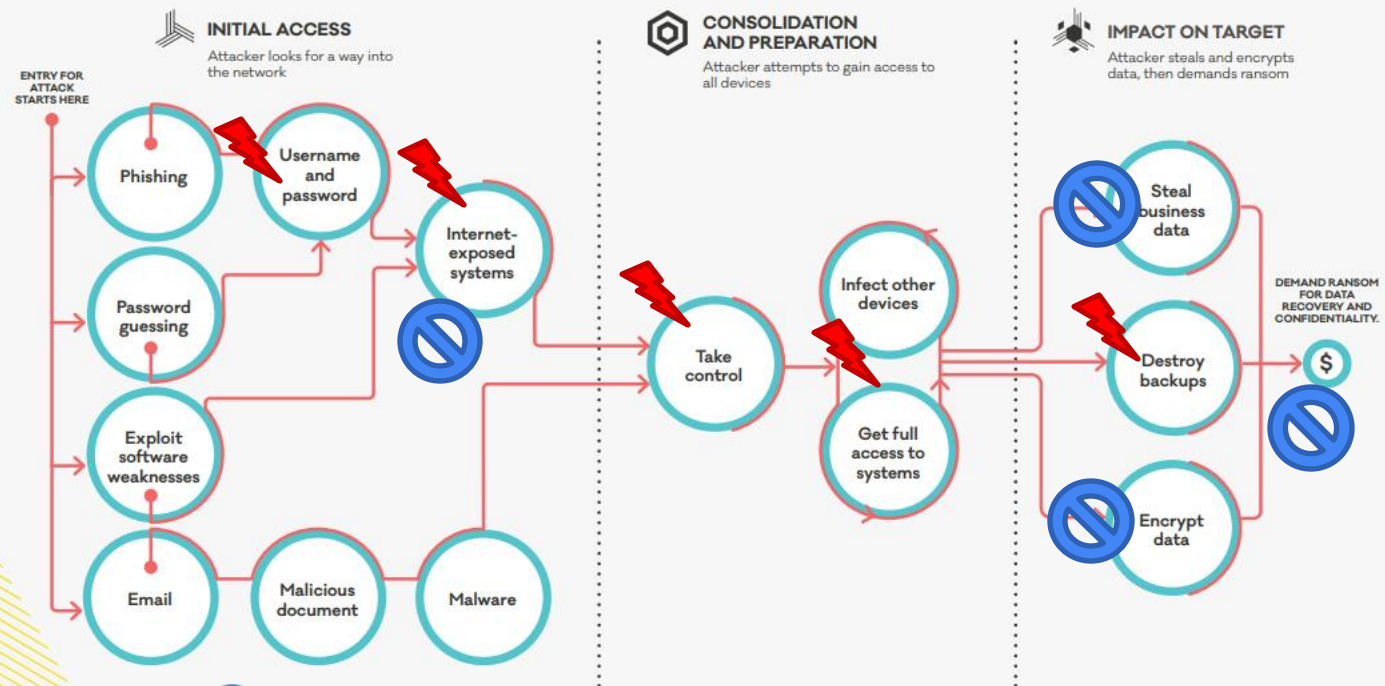 INITIAL ACCESS
Attacker looks for a way into
the network
CONSOLIDATION
AND PREPARATION
Attacker attempts to gain access to
all devices
IMPACT ON TARGET
Attacker steals and encrypts
data, then demands ransom
ENTRY FOR
ATTACK
STARTS HERE
Phishing
Username
and
password
Internet-
exposed
systems
Password
guessing
Exploit
software
weaknesses
Email
Malicious
document
Malware
Take
control
Infect other
devices
Get full
access to
systems
Steal
business
data
Destroy
backups
Encrypt
data
DEMAND RANSOM
FOR DATA
RECOVERY AND
CONFIDENTIALITY.
$